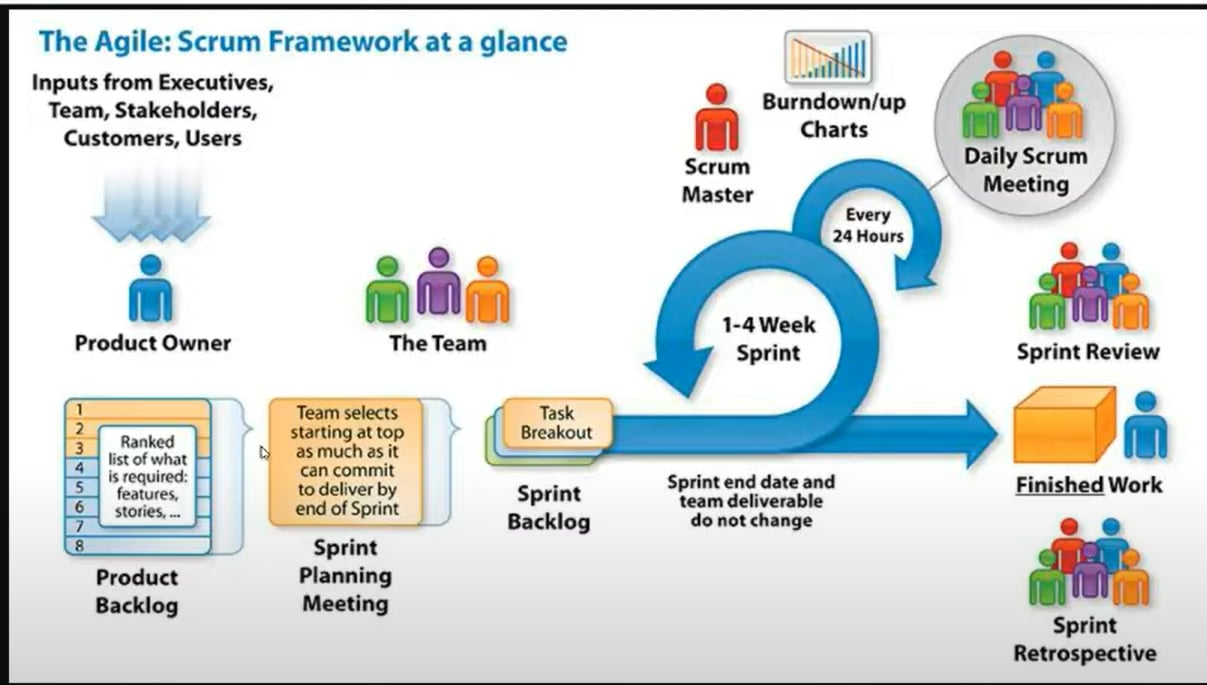 The Agile: Scrum Framework at a glance
Inputs from Executives,
Team, Stakeholders,
Customers, Users
Product Owner
The Team
Scrum
Master
Burndown/up
Charts
Daily Scrum
Meeting
Every
24 Hours
1-4 Week
Sprint
Sprint Review
1
2
3
4
5
6
7
8
Ranked
list of what
is required:
features,
stories, ...
Product
Backlog
Team selects
starting at top
as much as it
can commit
to deliver by
end of Sprint
Sprint
Planning
Meeting
Task
Breakout
Sprint
Backlog
Sprint end date and
team deliverable
do not change
Finished Work
Sprint
Retrospective